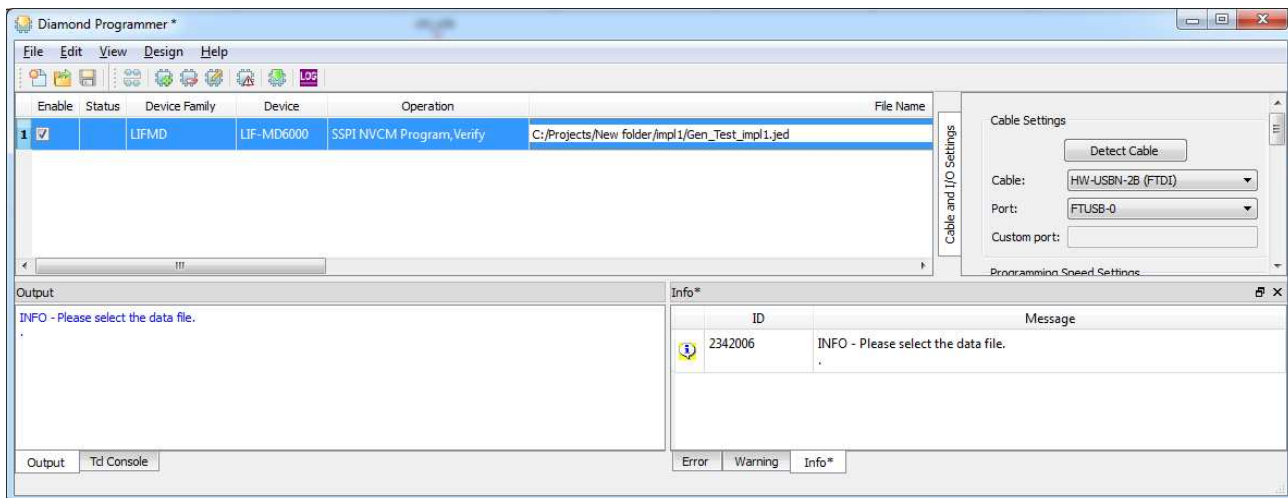 Diamond Programmer *
File Edit View Design Help
LOG
Enable Status Device Family Device Operation File Name
1 LIFMD LIF-MD6000 SSPI NVCM Program,Verify C:/Projects/New folder/impl1/Gen_Test_impl1.jed
Cable and I/O Settings
Cable Settings
Detect Cable
Cable: HW-USBN-2B (FTDI)
Port: FTUSB-0
Custom port:
Programming Speed Settings
Output
INFO - Please select the data file.
.
Output Tcl Console
Info*
ID Message
2342006 INFO - Please select the data file.
.
Error Warning Info*